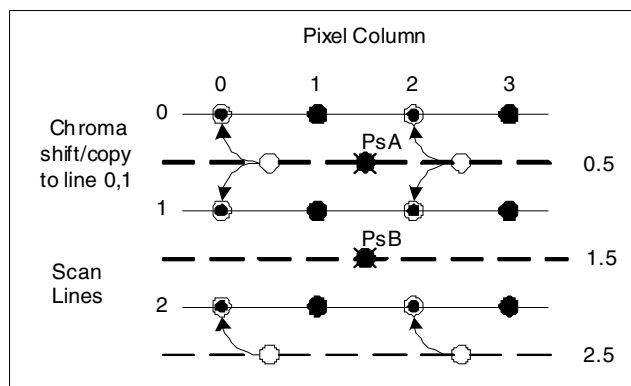 Pixel Column
0 1 2 3
0
Chroma
shift/copy
to line 0,1
PsA
0.5
1
PsB
1.5
Scan
Lines
2
2.5